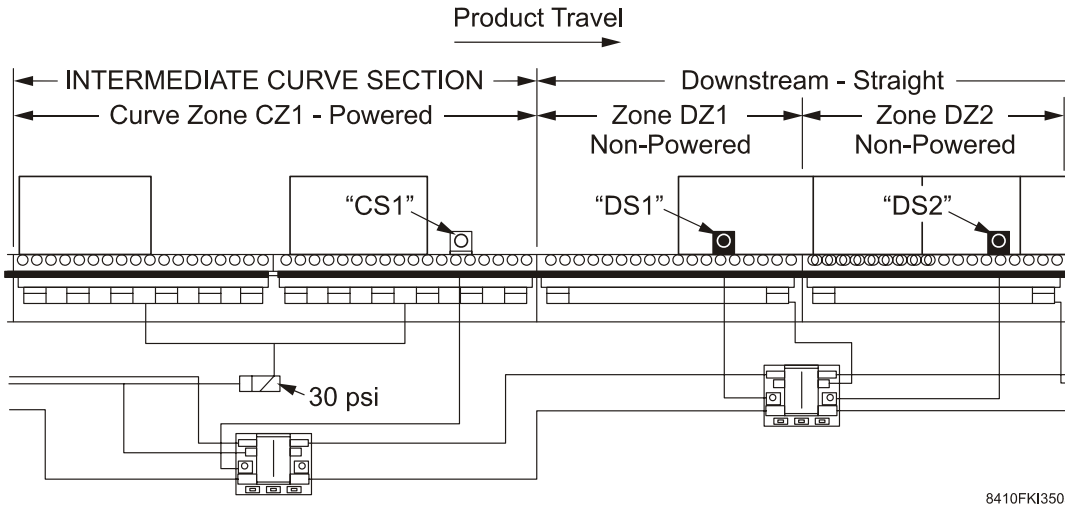 Product Travel
INTERMEDIATE CURVE SECTION
Downstream - Straight
Curve Zone CZ1 - Powered
Zone DZ1
Non-Powered
Zone DZ2
Non-Powered
“CS1”
“DS1”
“DS2”
30 psi
8410FKI350